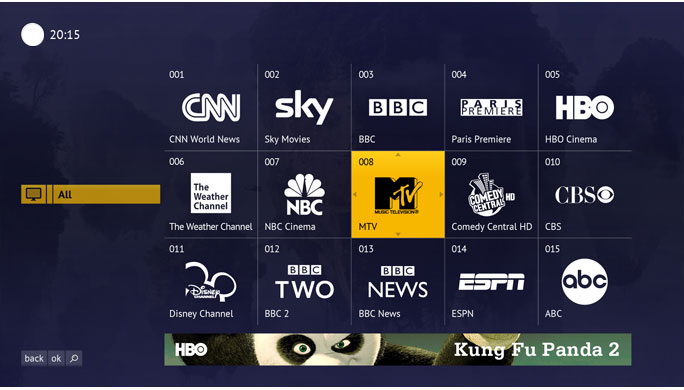 20:15
001
CNN
CNN World News
002
sky
Sky Movies
003
BBC
BBC
004
PARIS
PREMIERE
Paris Premiere
005
HBO
HBO Cinema
All
006
The
Weather
Channel
The Weather Channel
007
NBC
NBC Cinema
008
MTV
MUSIC TELEVISION®
MTV
009
COMEDY
CENTRAL HD
Comedy Central HD
010
CBS
CBS
011
Disney
CHANNEL
Disney Channel
012
BBC
TWO
BBC 2
013
BBC
NEWS
BBC News
014
ESPN
ESPN
015
abc
ABC
back ok
HBO Kung Fu Panda 2